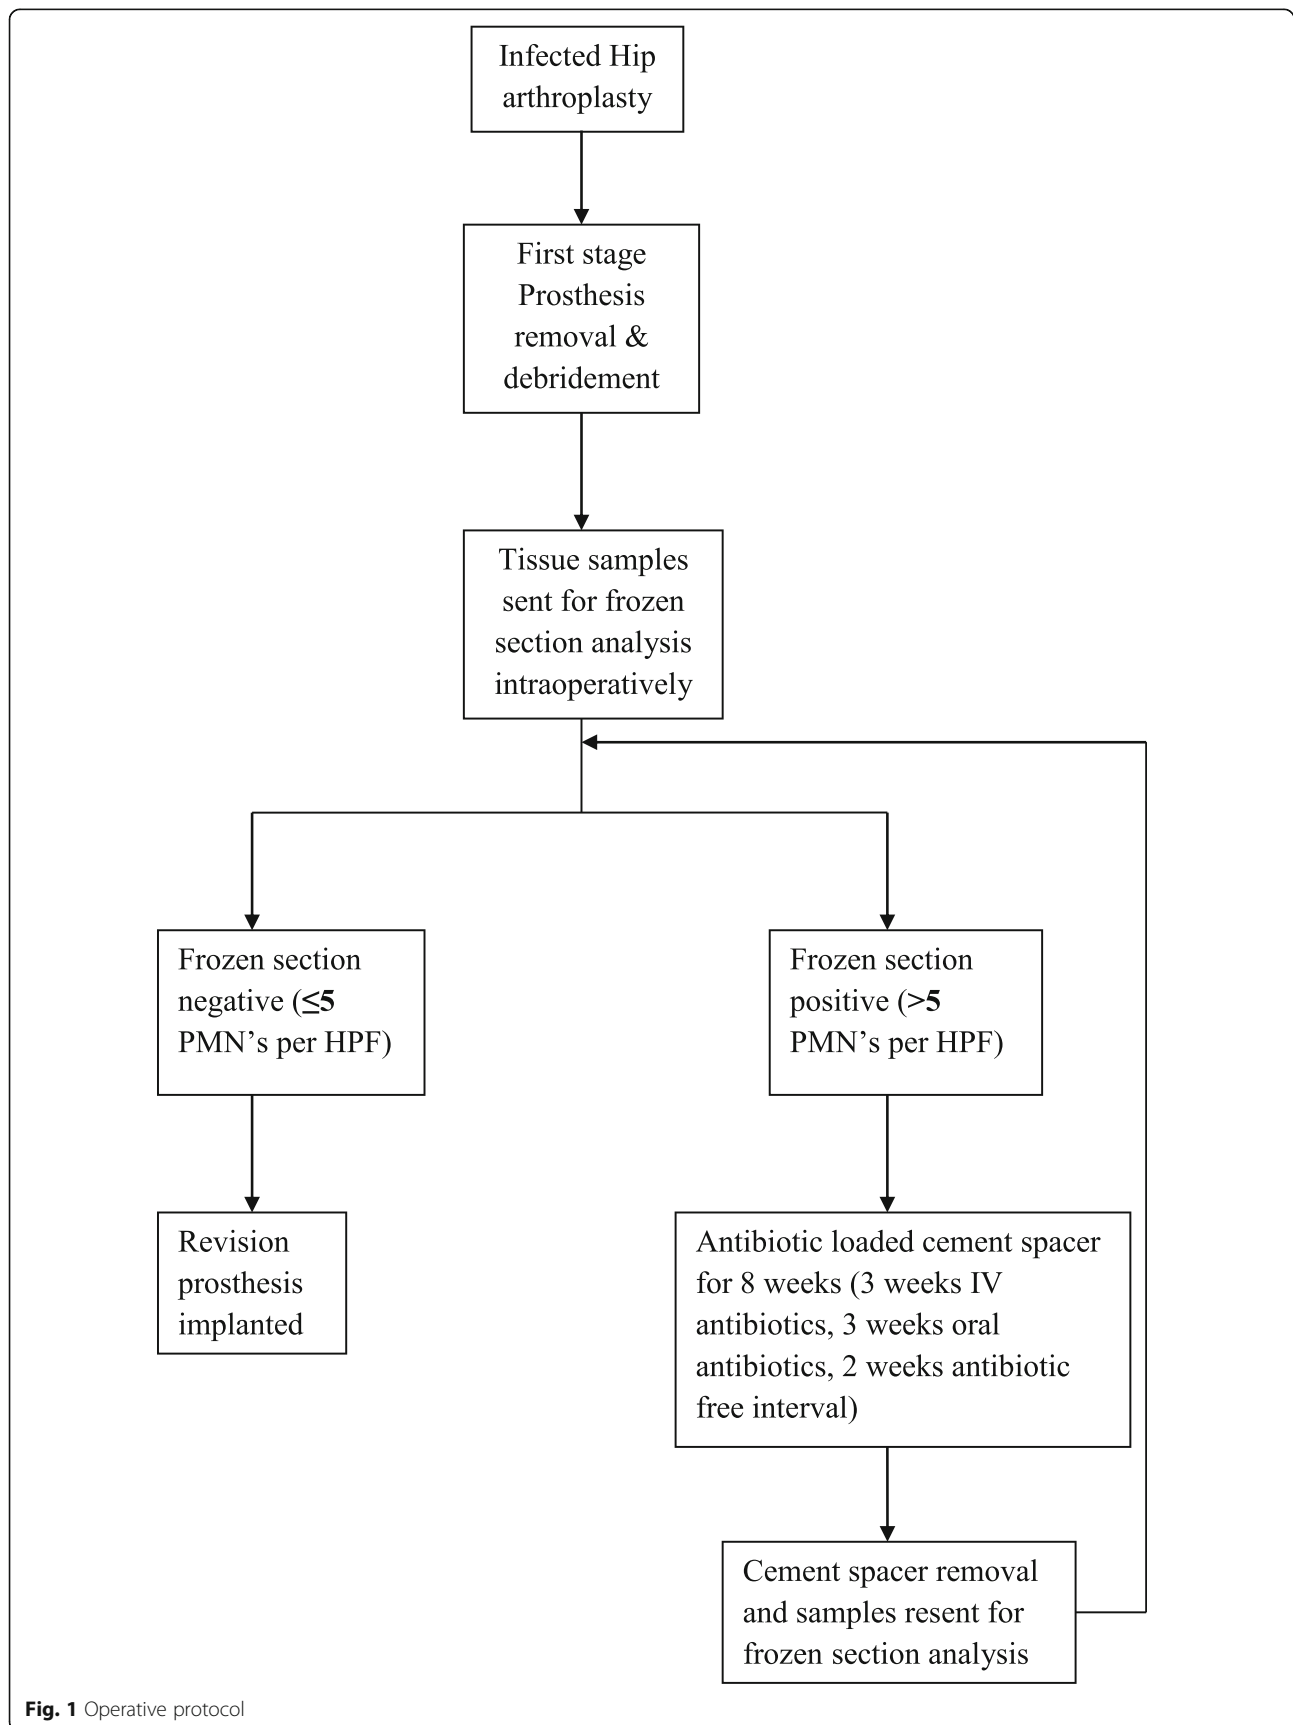 Infected Hip
arthroplasty
First stage
Prosthesis
removal &
debridement
Tissue samples
sent for frozen
section analysis
intraoperatively
Frozen section
negative (≤5
PMN’s per HPF)
Frozen section
positive (>5
PMN’s per HPF)
Revision
prosthesis
implanted
Antibiotic loaded cement spacer
for 8 weeks (3 weeks IV
antibiotics, 3 weeks oral
antibiotics, 2 weeks antibiotic
free interval)
Cement spacer removal
and samples resent for
frozen section analysis
Fig. 1 Operative protocol